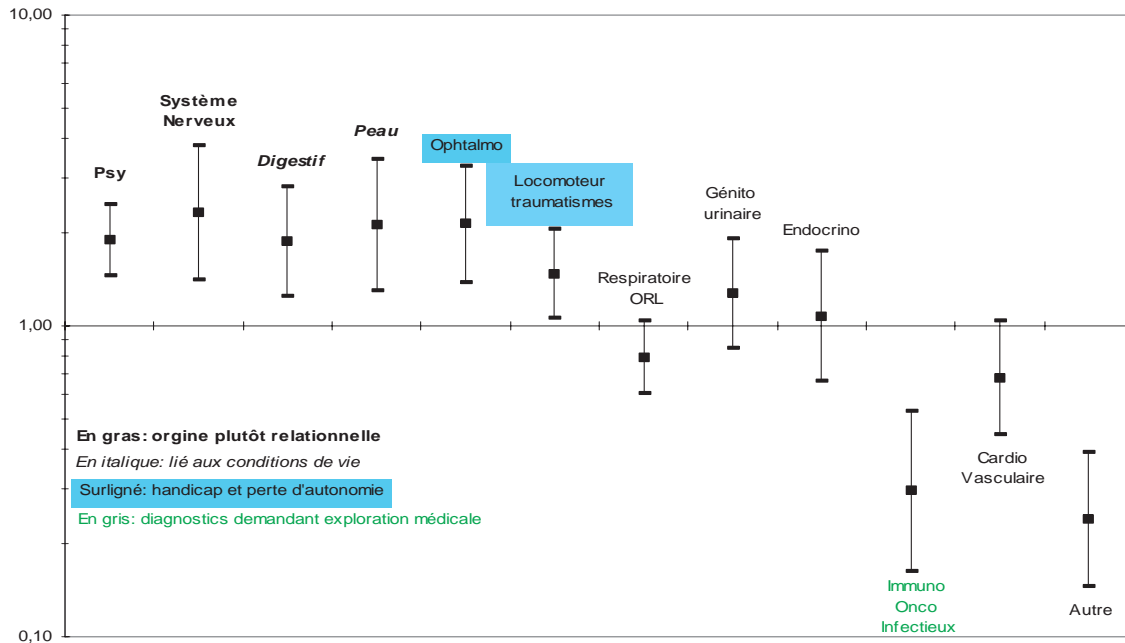 10,00
Système
Nerveux
Peau
Ophtalmo
Digestif
Psy
Locomoteur
traumatismes
Génito
urinaire
Endocrino
Respiratoire
ORL
1,00
En gras: orgine plutôt relationnelle
En italique: lié aux conditions de vie
Surligné: handicap et perte d'autonomie
En gris: diagnostics demandant exploration médicale
Cardio
Vasculaire
Immuno
Onco
Infectieux
Autre
0,10